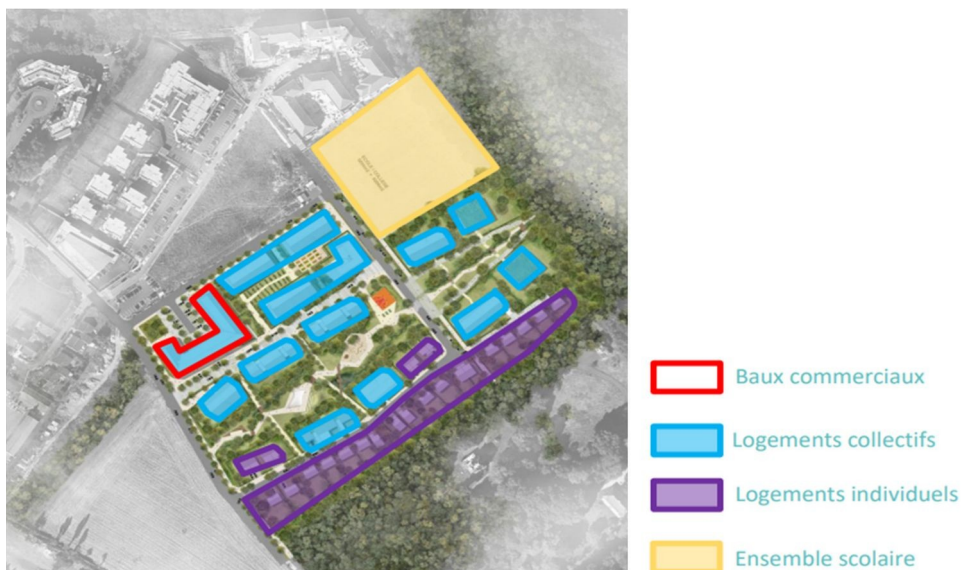 Baux commerciaux
Logements collectifs
Logements individuels
Ensemble scolaire